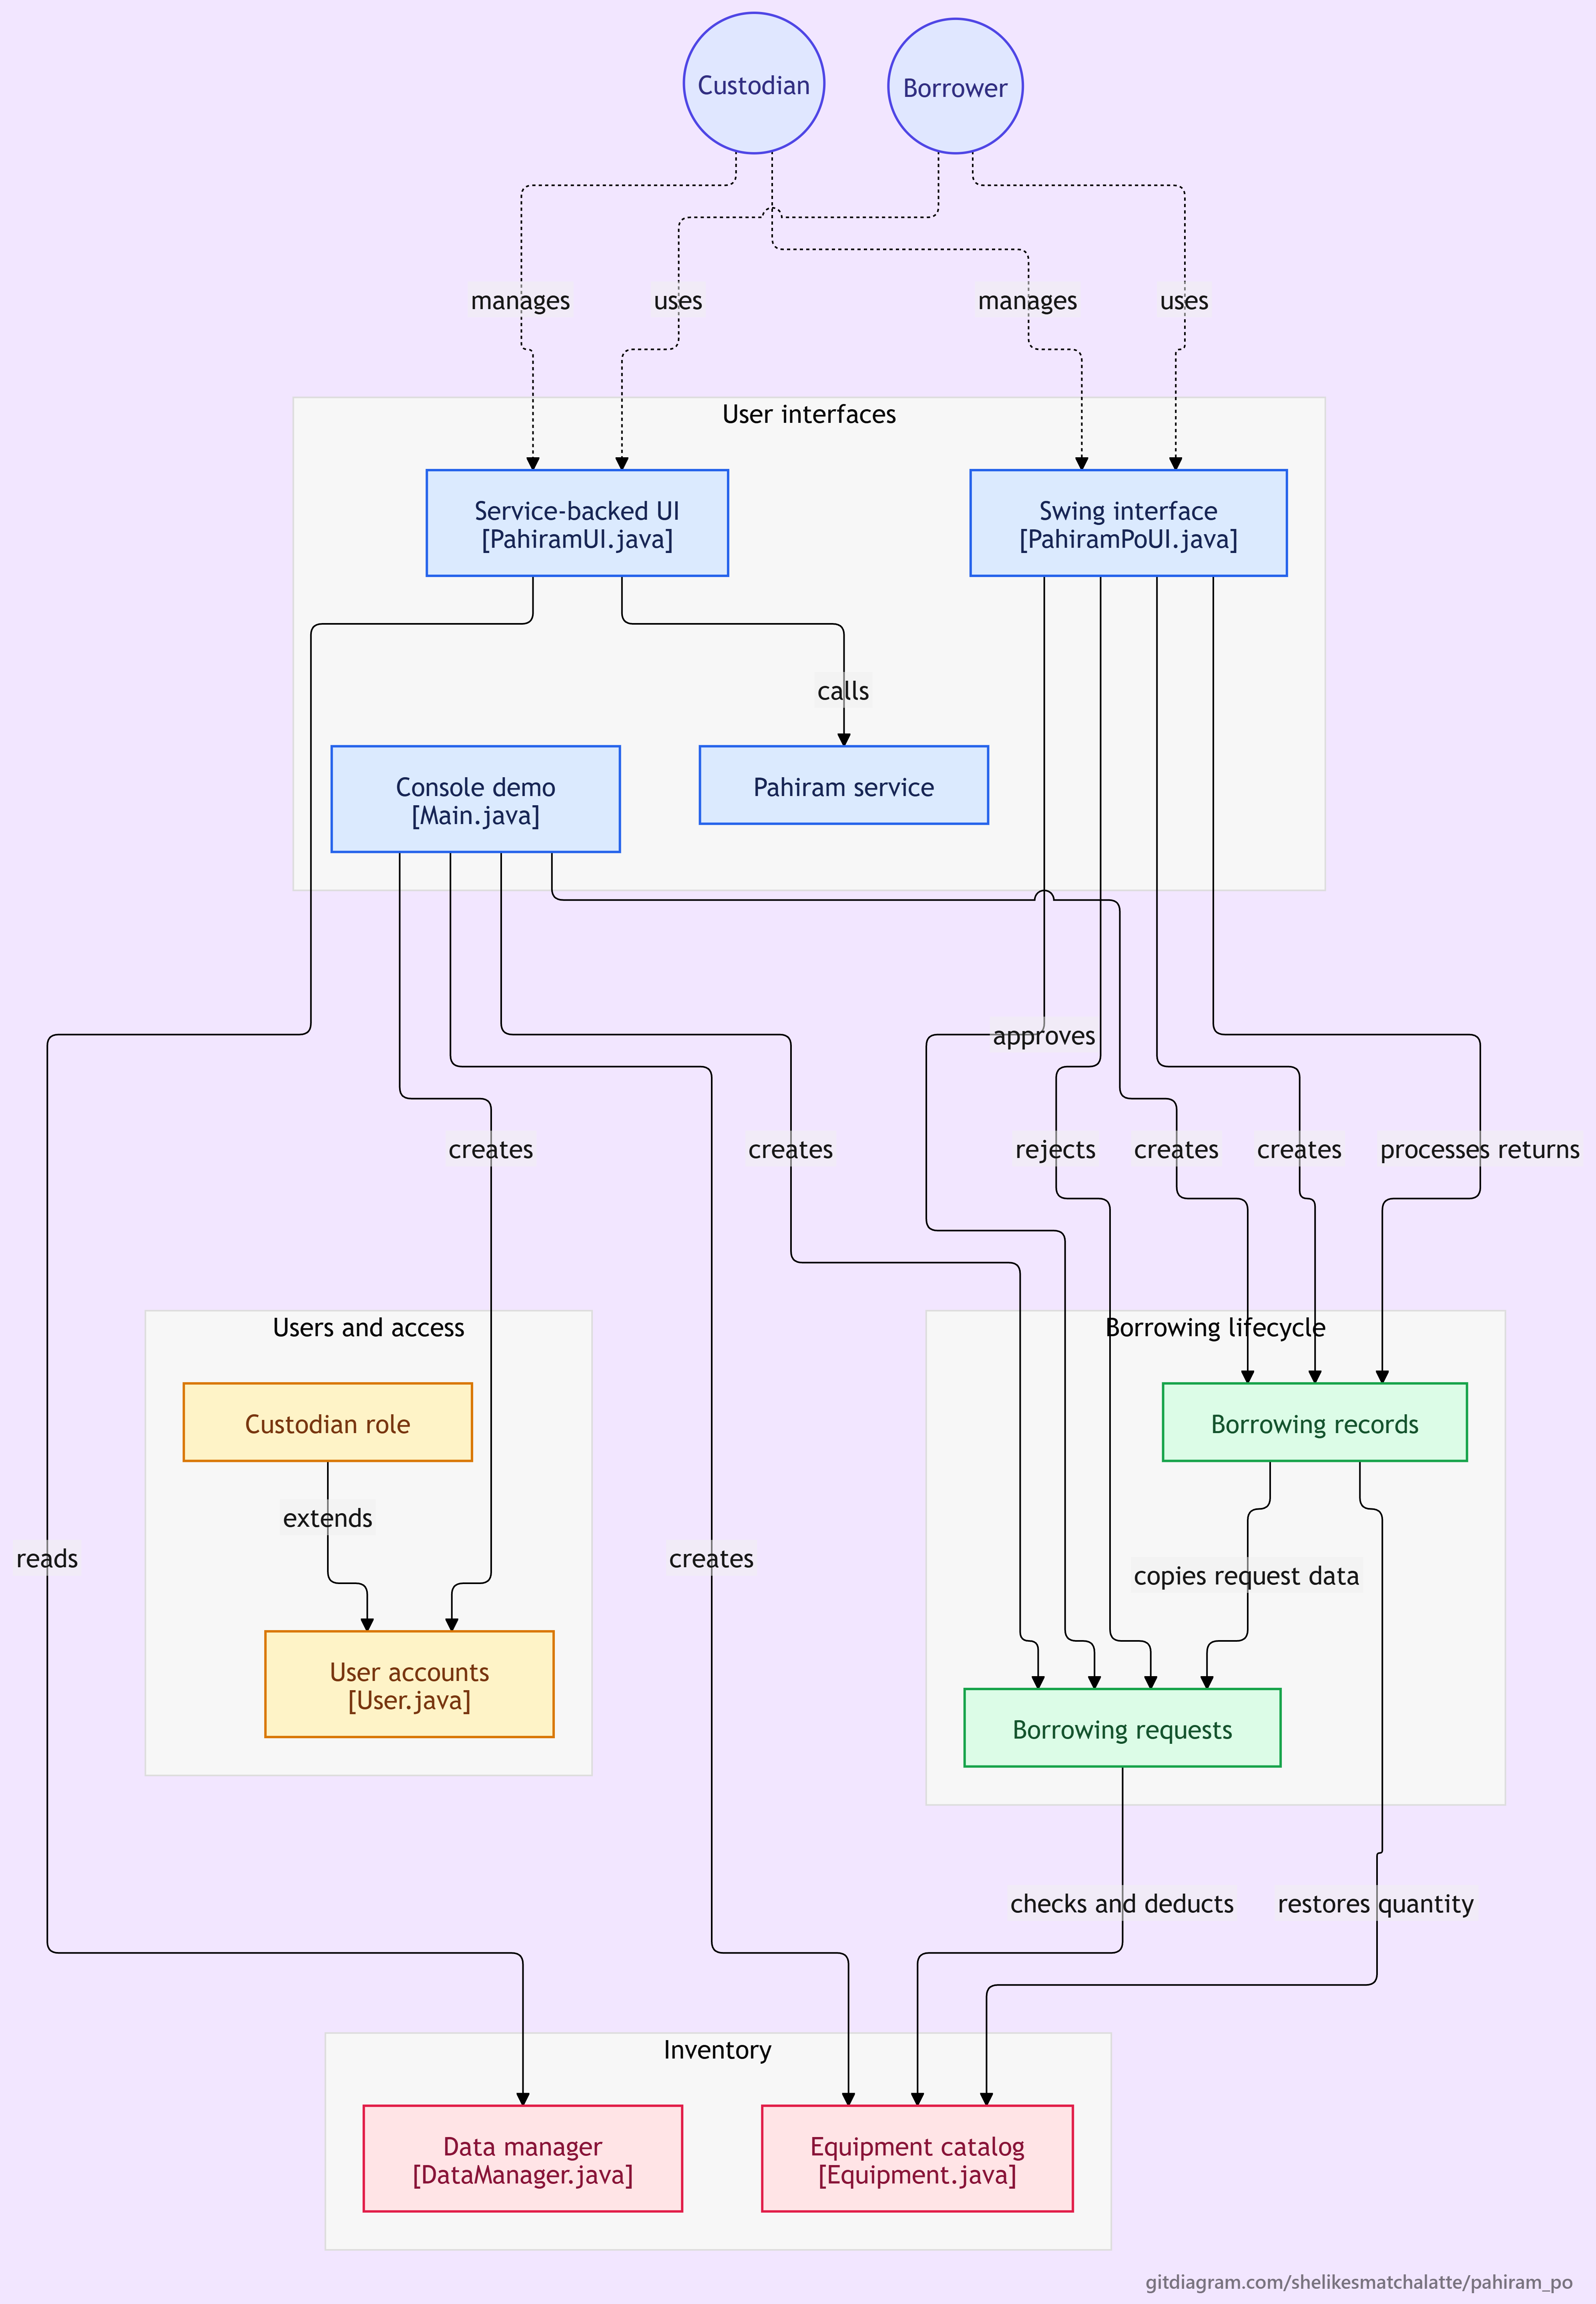 Custodian
Borrower
manages
uses
manages
uses
User interfaces
Service-backed UI
[PahiramUI.java]
Swing interface
[PahiramPoUI.java]
calls
Console demo
[Main.java]
Pahiram service
approves
creates
creates
rejects
creates
creates
processes returns
Users and access
Borrowing lifecycle
Custodian role
Borrowing records
extends
reads
creates
copies request data
User accounts
[User.java]
Borrowing requests
checks and deducts
restores quantity
Inventory
Data manager
[DataManager.java]
Equipment catalog
[Equipment.java]
gitdiagram.com/shelikesmatchalatte/pahiram_po